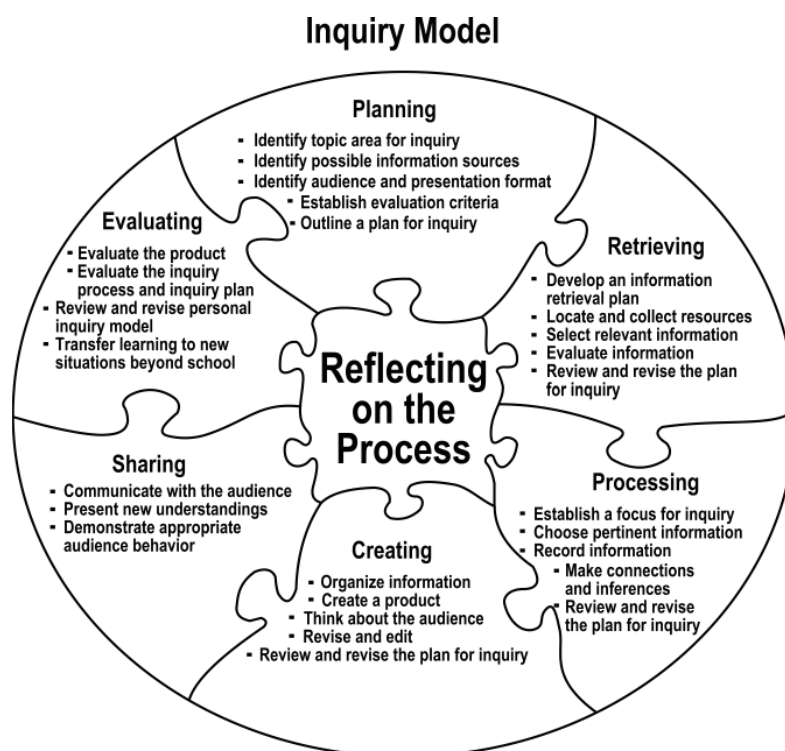 Inquiry Model
Planning
- Identify topic area for inquiry
- Identify possible information sources
- Identify audience and presentation format
- Establish evaluation criteria
- Outline a plan for inquiry
Retrieving
- Develop an information
retrieval plan
- Locate and collect resources
- Select relevant information
- Evaluate information
- Review and revise the plan
for inquiry
Processing
- Establish a focus for inquiry
- Choose pertinent information
- Record information
- Make connections
and inferences
- Review and revise
the plan for inquiry
Creating
- Organize information
- Create a product
- Think about the audience
- Revise and edit
- Review and revise the plan for inquiry
Sharing
- Communicate with the audience
- Present new understandings
- Demonstrate appropriate
audience behavior
Evaluating
- Evaluate the product
- Evaluate the inquiry
process and inquiry plan
- Review and revise personal
inquiry model
- Transfer learning to new
situations beyond school
Reflecting
on the
Process